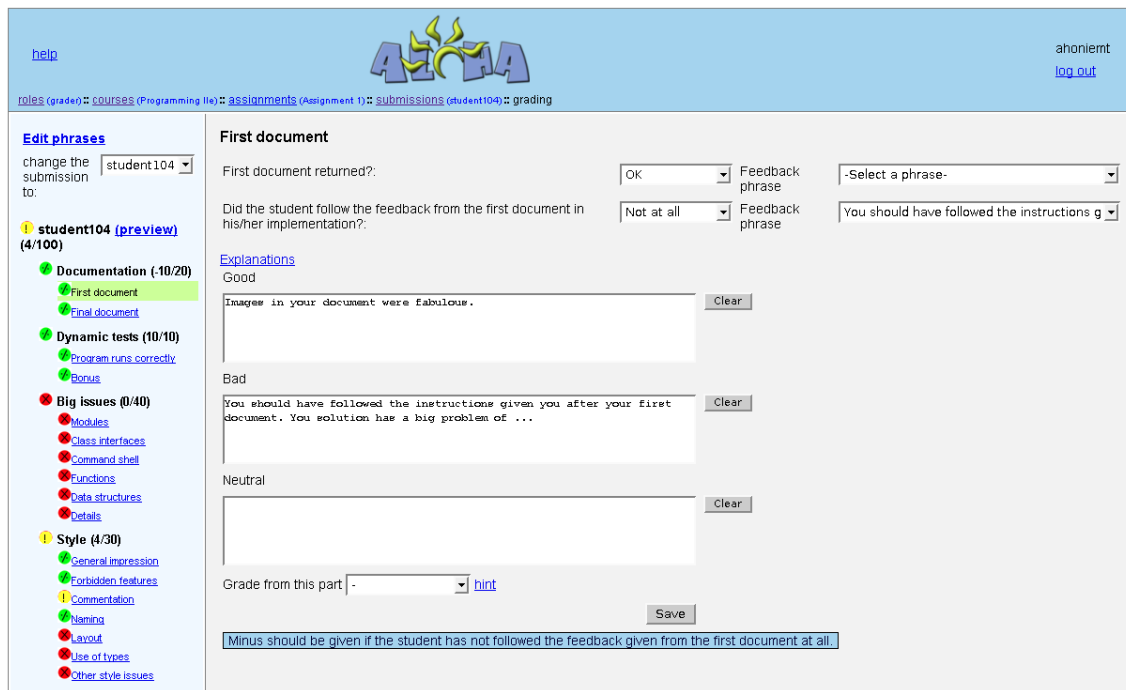 help
ALOHA
ahoniemt
log out
roles (grader) :: courses (Programming IIe) :: assignments (Assignment 1) :: submissions (student104) :: grading
Edit phrases
change the
submission
to:
student104
! student104 (preview)
(4/100)
Documentation (-10/20)
First document
Final document
Dynamic tests (10/10)
Program runs correctly
Bonus
Big issues (0/40)
Modules
Class interfaces
Command shell
Functions
Data structures
Details
! Style (4/30)
General impression
Forbidden features
! Commentation
Naming
Layout
Use of types
Other style issues
First document
First document returned?:
OK
Feedback
phrase
-Select a phrase-
Did the student follow the feedback from the first document in
his/her implementation?:
Not at all
Feedback
phrase
You should have followed the instructions g
Explanations
Good
Images in your document were fabulous.
Clear
Bad
You should have followed the instructions given you after your first
document. You solution has a big problem of ...
Clear
Neutral
Clear
Grade from this part - hint
Save
Minus should be given if the student has not followed the feedback given from the first document at all.